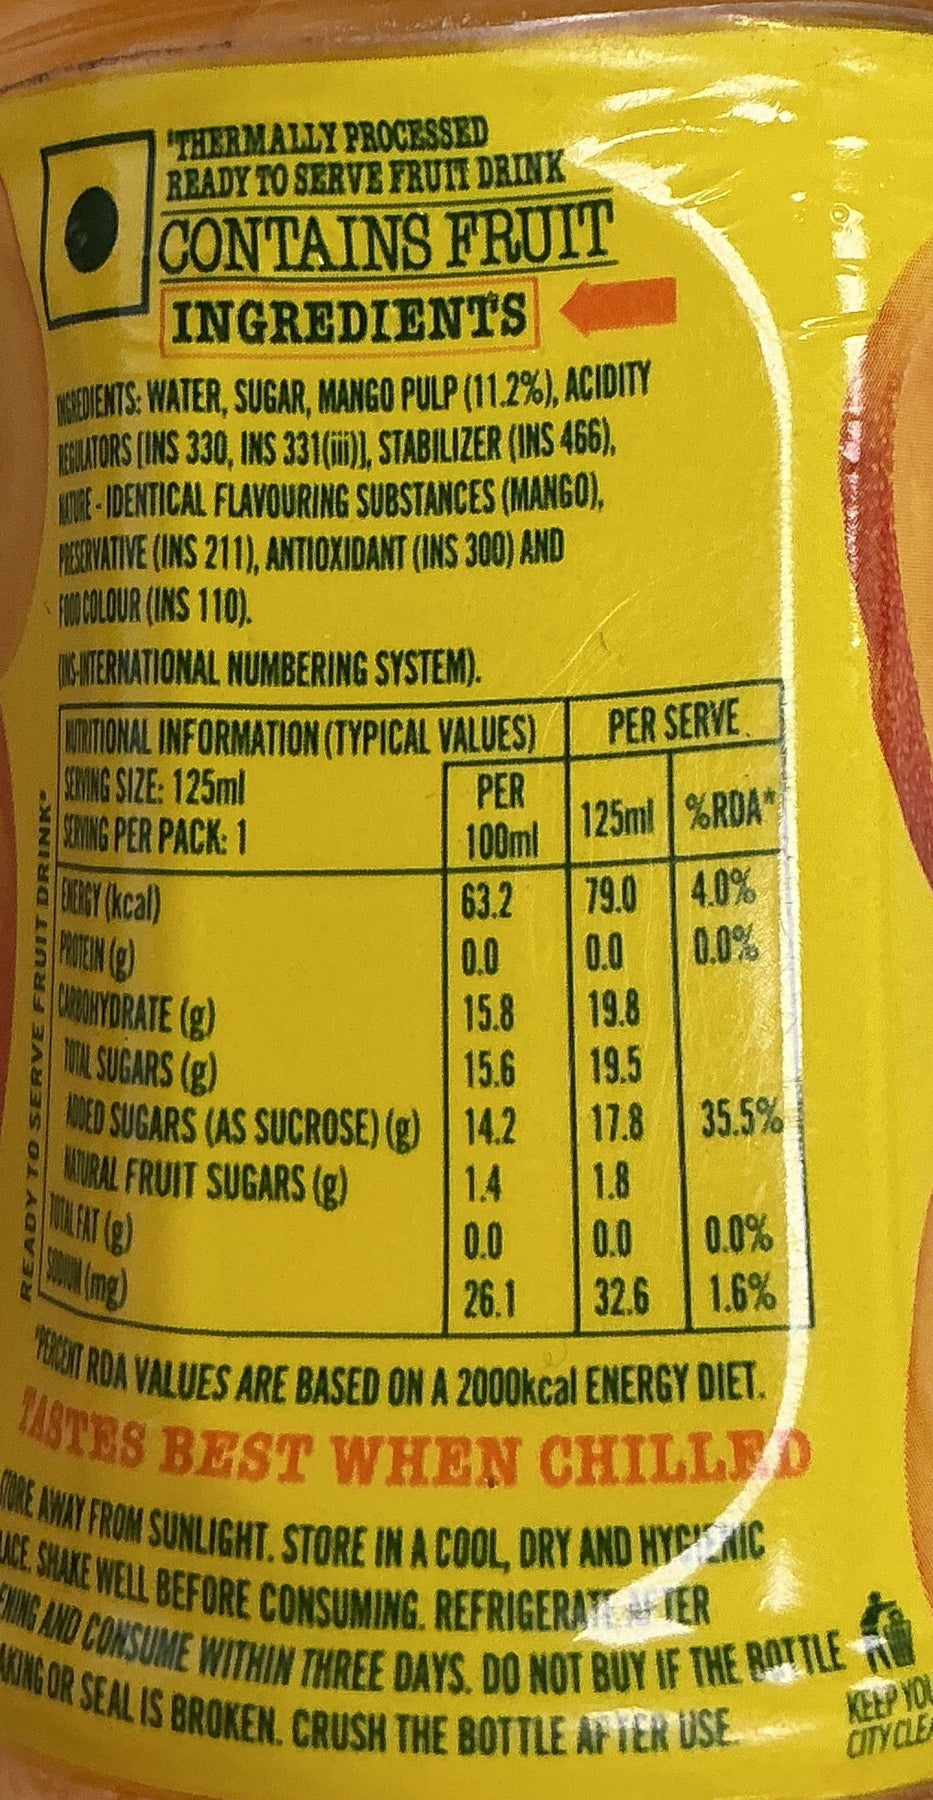 *THERMALLY PROCESSED
READY TO SERVE FRUIT DRINK
CONTAINS FRUIT
INGREDIENTS
INGREDIENTS: WATER, SUGAR, MANGO PULP (11.2%), ACIDITY
REGULATORS [INS 330, INS 331(iii)], STABILIZER (INS 466),
NATURE - IDENTICAL FLAVOURING SUBSTANCES (MANGO),
PRESERVATIVE (INS 211), ANTIOXIDANT (INS 300) AND
FOOD COLOUR (INS 110).
(INS-INTERNATIONAL NUMBERING SYSTEM).
NUTRITIONAL INFORMATION (TYPICAL VALUES) PER SERVE
SERVING SIZE: 125ml PER
SERVING PER PACK: 1 100ml 125ml %RDA*
ENERGY (kcal) 63.2 79.0 4.0%
PROTEIN (g) 0.0 0.0 0.0%
CARBOHYDRATE (g) 15.8 19.8
TOTAL SUGARS (g) 15.6 19.5
ADDED SUGARS (AS SUCROSE) (g) 14.2 17.8 35.5%
NATURAL FRUIT SUGARS (g) 1.4 1.8
TOTAL FAT (g) 0.0 0.0 0.0%
SODIUM (mg) 26.1 32.6 1.6%
READY TO SERVE FRUIT DRINK*
*PERCENT RDA VALUES ARE BASED ON A 2000kcal ENERGY DIET.
TASTES BEST WHEN CHILLED
STORE AWAY FROM SUNLIGHT. STORE IN A COOL, DRY AND HYGIENIC
LACE. SHAKE WELL BEFORE CONSUMING. REFRIGERATE AFTER
ENING AND CONSUME WITHIN THREE DAYS. DO NOT BUY IF THE BOTTLE
AKING OR SEAL IS BROKEN. CRUSH THE BOTTLE AFTER USE.
KEEP YOU
CITY CLEA